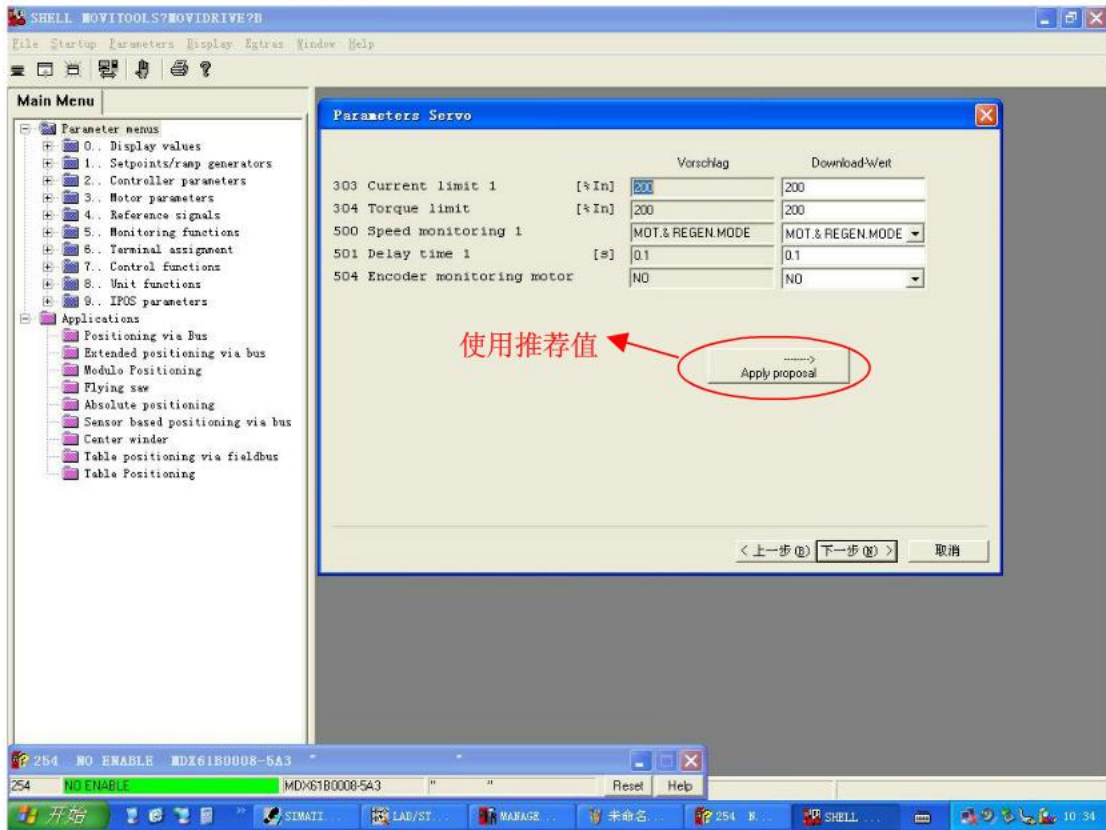 SHELL MOVITOOLS?MOVIDRIVE?B
File Startup Parameters Display Extras Window Help
Main Menu
Parameter menus
0.. Display values
1.. Setpoints/ramp generators
2.. Controller parameters
3.. Motor parameters
4.. Reference signals
5.. Monitoring functions
6.. Terminal assignment
7.. Control functions
8.. Unit functions
9.. IPOS parameters
Applications
Positioning via Bus
Extended positioning via bus
Modulo Positioning
Flying saw
Absolute positioning
Sensor based positioning via bus
Center winder
Table positioning via fieldbus
Table Positioning
Parameters Servo
Vorschlag Download-Wert
303 Current limit 1 [%In] 200 200
304 Torque limit [%In] 200 200
500 Speed monitoring 1 MOT.& REGEN.MODE MOT.& REGEN.MODE
501 Delay time 1 [s] 0.1 0.1
504 Encoder monitoring motor NO NO
使用推荐值
-------->
Apply proposal
< 上一步(B) 下一步(N) > 取消
254 NO ENABLE MDX61B0008-5A3 " "
254 NO ENABLE MDX61B0008-5A3 " " Reset Help
开始 SIMATI... LAD/ST... MANAGE... 未命名... 254 N... SHELL ... 10:34